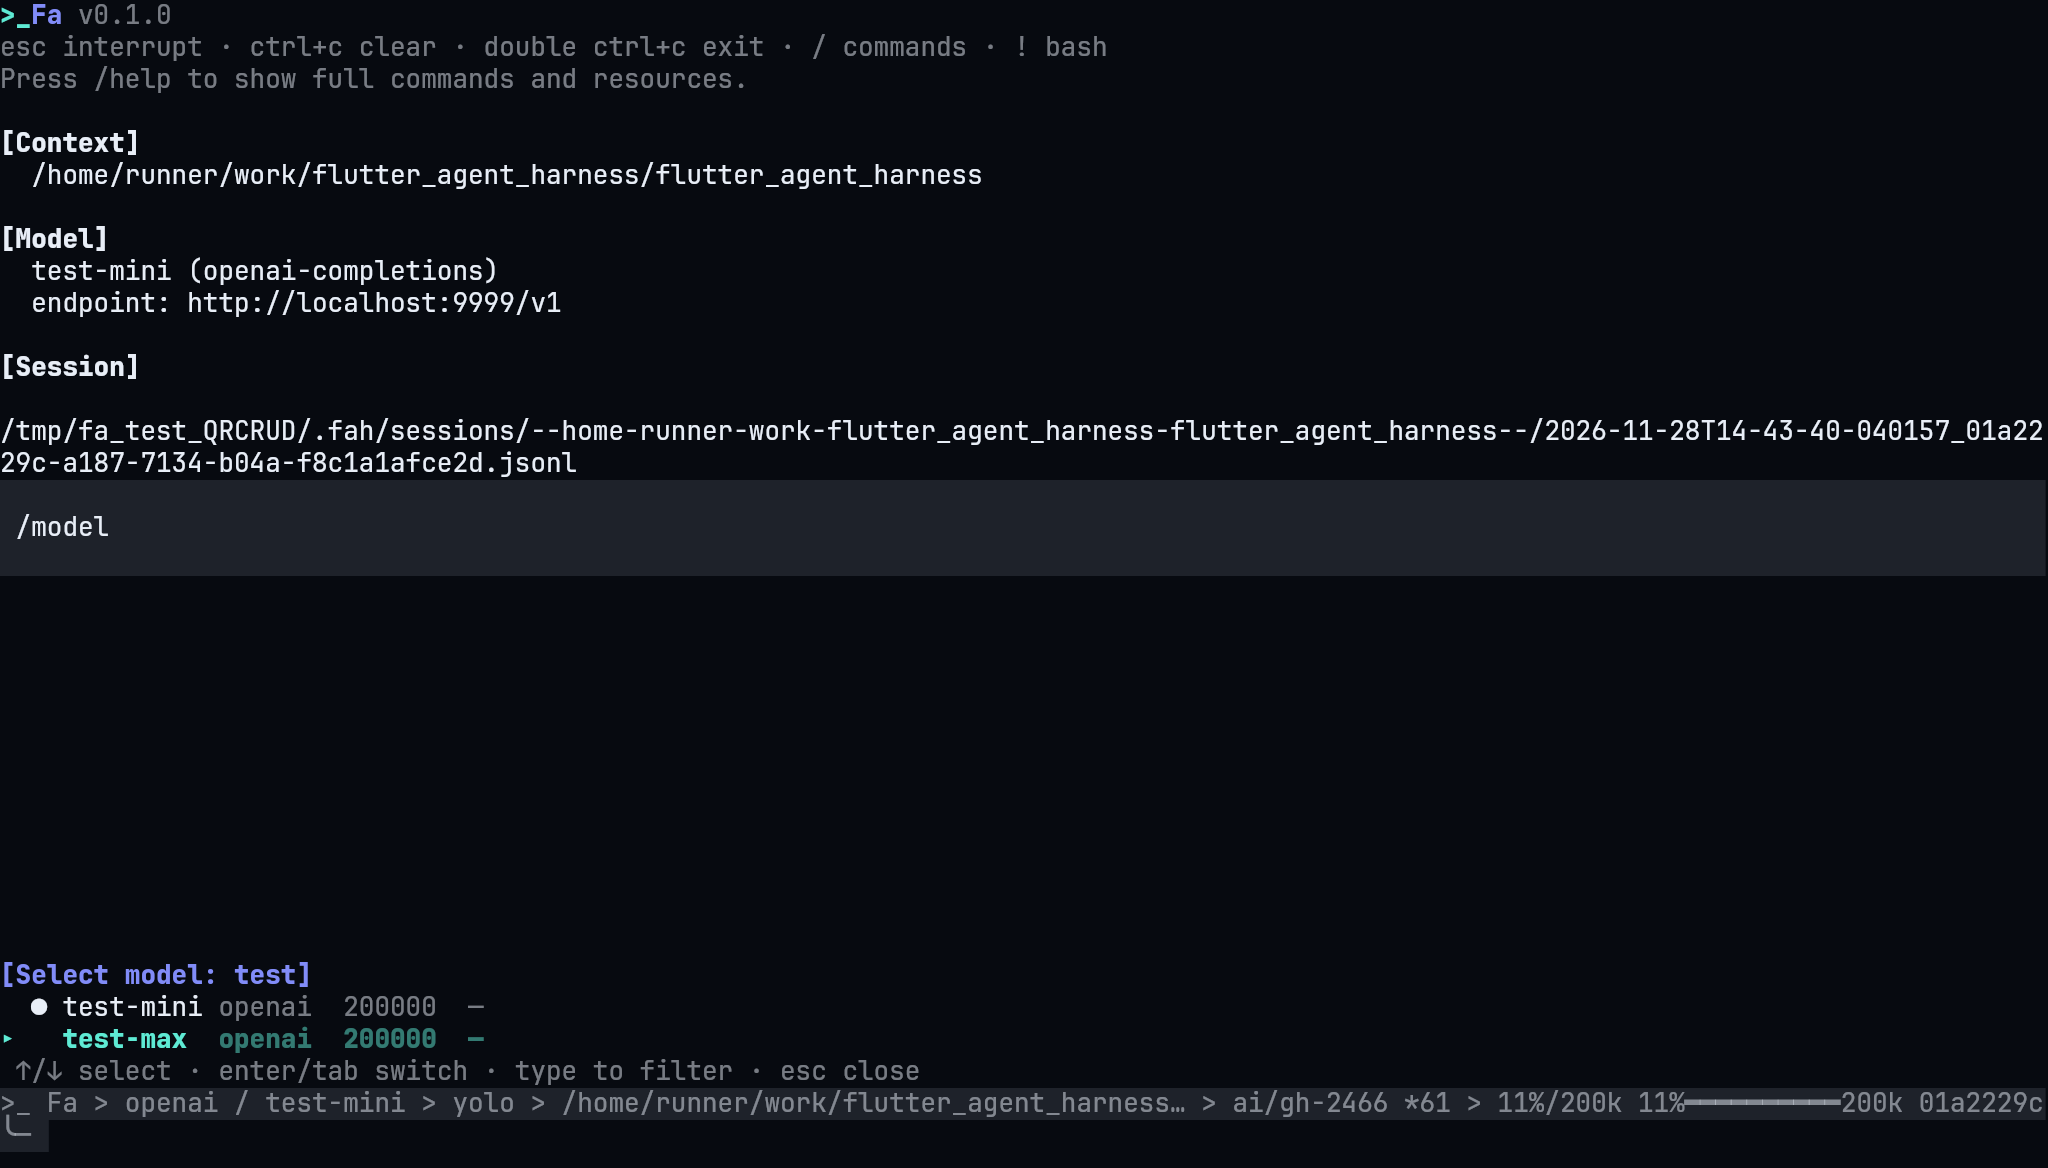 >_Fa v0.1.0
esc interrupt · ctrl+c clear · double ctrl+c exit · / commands · ! bash
Press /help to show full commands and resources.
[Context]
/home/runner/work/flutter_agent_harness/flutter_agent_harness
[Model]
test-mini (openai-completions)
endpoint: http://localhost:9999/v1
[Session]
/tmp/fa_test_QRCRUD/.fah/sessions/--home-runner-work-flutter_agent_harness-flutter_agent_harness--/2026-11-28T14-43-40-040157_01a22
29c-a187-7134-b04a-f8c1a1afce2d.jsonl
/model
[Select model: test]
● test-mini openai  200000  —
▸   test-max  openai  200000  —
↑/↓ select · enter/tab switch · type to filter · esc close
>_ Fa > openai / test-mini > yolo > /home/runner/work/flutter_agent_harness… > ai/gh-2466 *61 > 11%/200k 11%━━━━━━━━━━200k 01a2229c
╰─